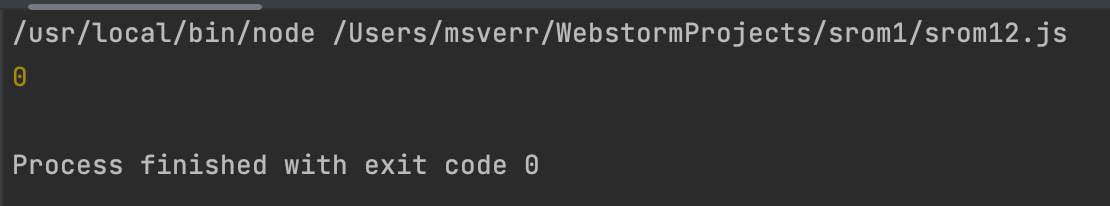 /usr/local/bin/node /Users/msverr/WebstormProjects/srom1/srom12.js
0
Process finished with exit code 0